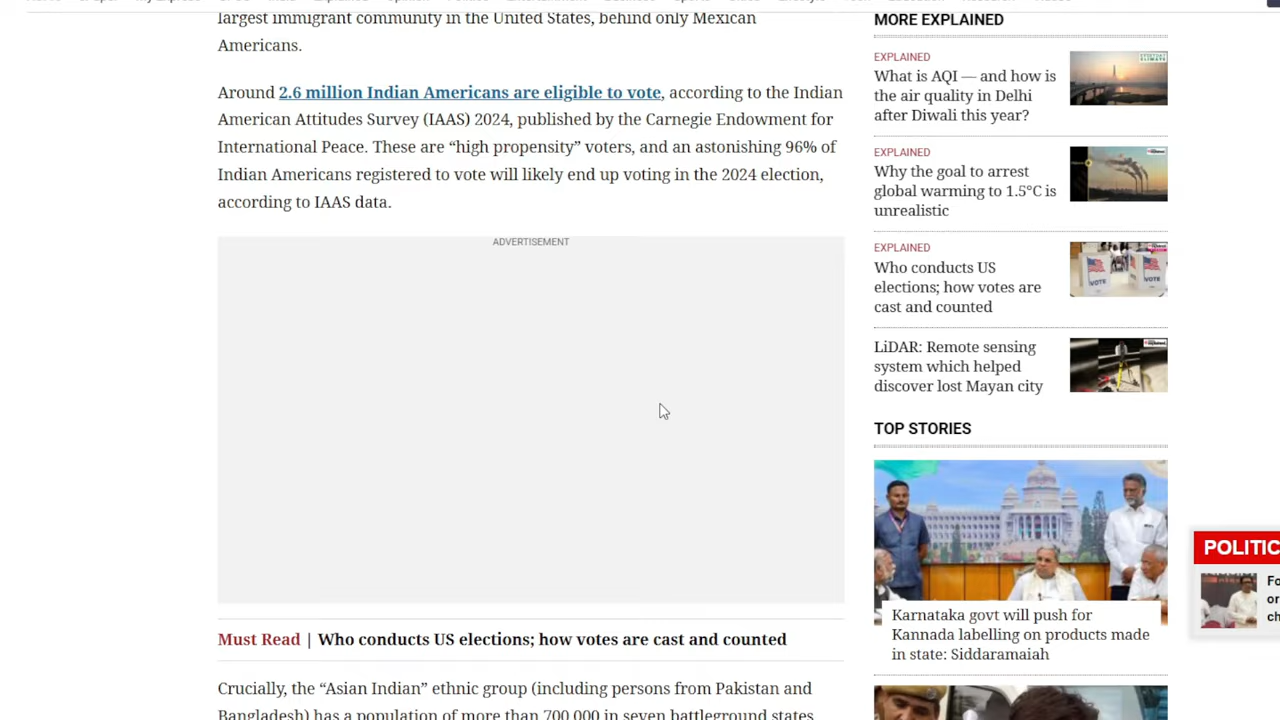 largest immigrant community in the United States, behind only Mexican
Americans.
Around 2.6 million Indian Americans are eligible to vote, according to the Indian
American Attitudes Survey (IAAS) 2024, published by the Carnegie Endowment for
International Peace. These are “high propensity” voters, and an astonishing 96% of
Indian Americans registered to vote will likely end up voting in the 2024 election,
according to IAAS data.
ADVERTISEMENT
Must Read | Who conducts US elections; how votes are cast and counted
Crucially, the “Asian Indian” ethnic group (including persons from Pakistan and
Bangladesh) has a population of more than 700,000 in seven battleground states
MORE EXPLAINED
EXPLAINED
What is AQI — and how is
the air quality in Delhi
after Diwali this year?
EXPLAINED
Why the goal to arrest
global warming to 1.5°C is
unrealistic
EXPLAINED
Who conducts US
elections; how votes are
cast and counted
VOTE
VOTE
LiDAR: Remote sensing
system which helped
discover lost Mayan city
TOP STORIES
Karnataka govt will push for
Kannada labelling on products made
in state: Siddaramaiah
POLITIC
Fo
or
ch